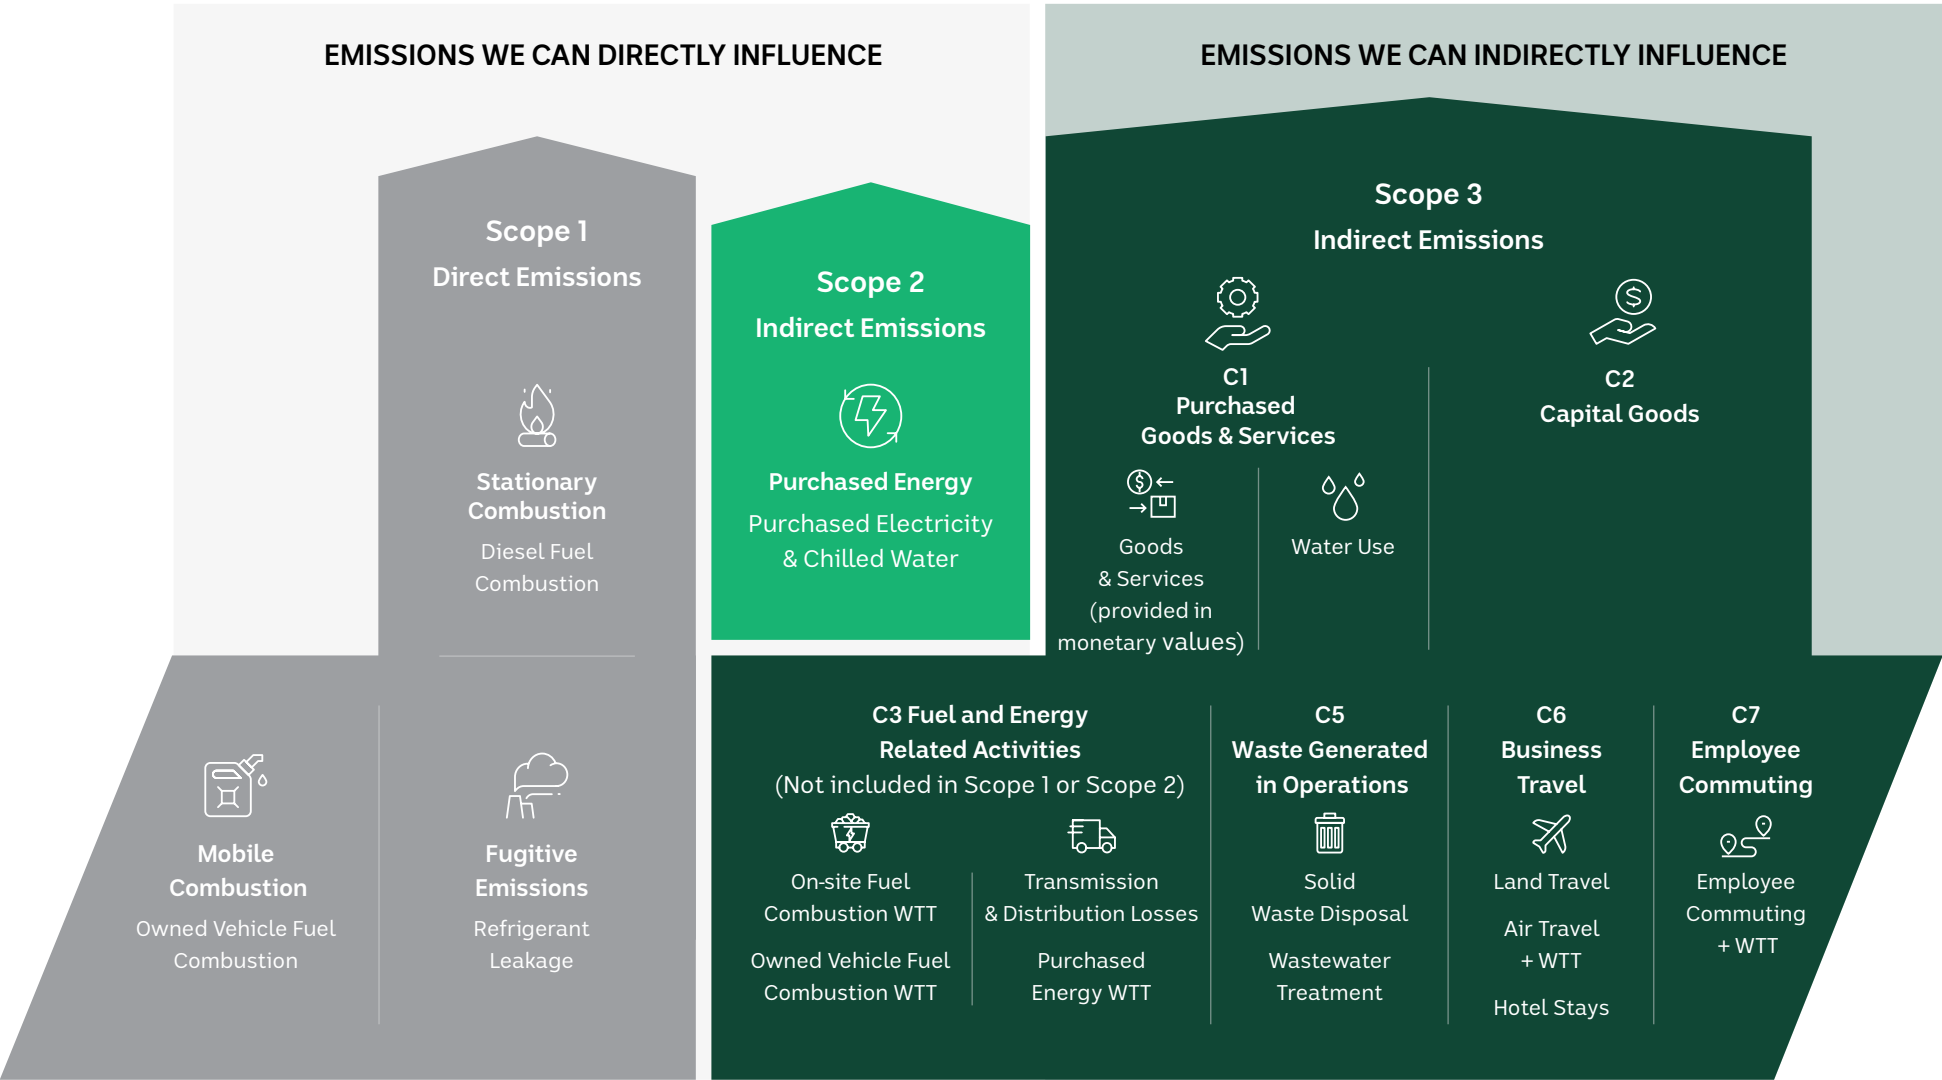 EMISSIONS WE CAN DIRECTLY INFLUENCE
EMISSIONS WE CAN INDIRECTLY INFLUENCE
Scope 1
Direct Emissions
Stationary
Combustion
Diesel Fuel
Combustion
Mobile
Combustion
Owned Vehicle Fuel
Combustion
Fugitive
Emissions
Refrigerant
Leakage
Scope 2
Indirect Emissions
Purchased Energy
Purchased Electricity
& Chilled Water
Scope 3
Indirect Emissions
C1
Purchased
Goods & Services
Goods
& Services
(provided in
monetary values)
Water Use
C2
Capital Goods
C3 Fuel and Energy
Related Activities
(Not included in Scope 1 or Scope 2)
On-site Fuel
Combustion WTT
Owned Vehicle Fuel
Combustion WTT
Transmission
& Distribution Losses
Purchased
Energy WTT
C5
Waste Generated
in Operations
Solid
Waste Disposal
Wastewater
Treatment
C6
Business
Travel
Land Travel
Air Travel
+ WTT
Hotel Stays
C7
Employee
Commuting
Employee
Commuting
+ WTT